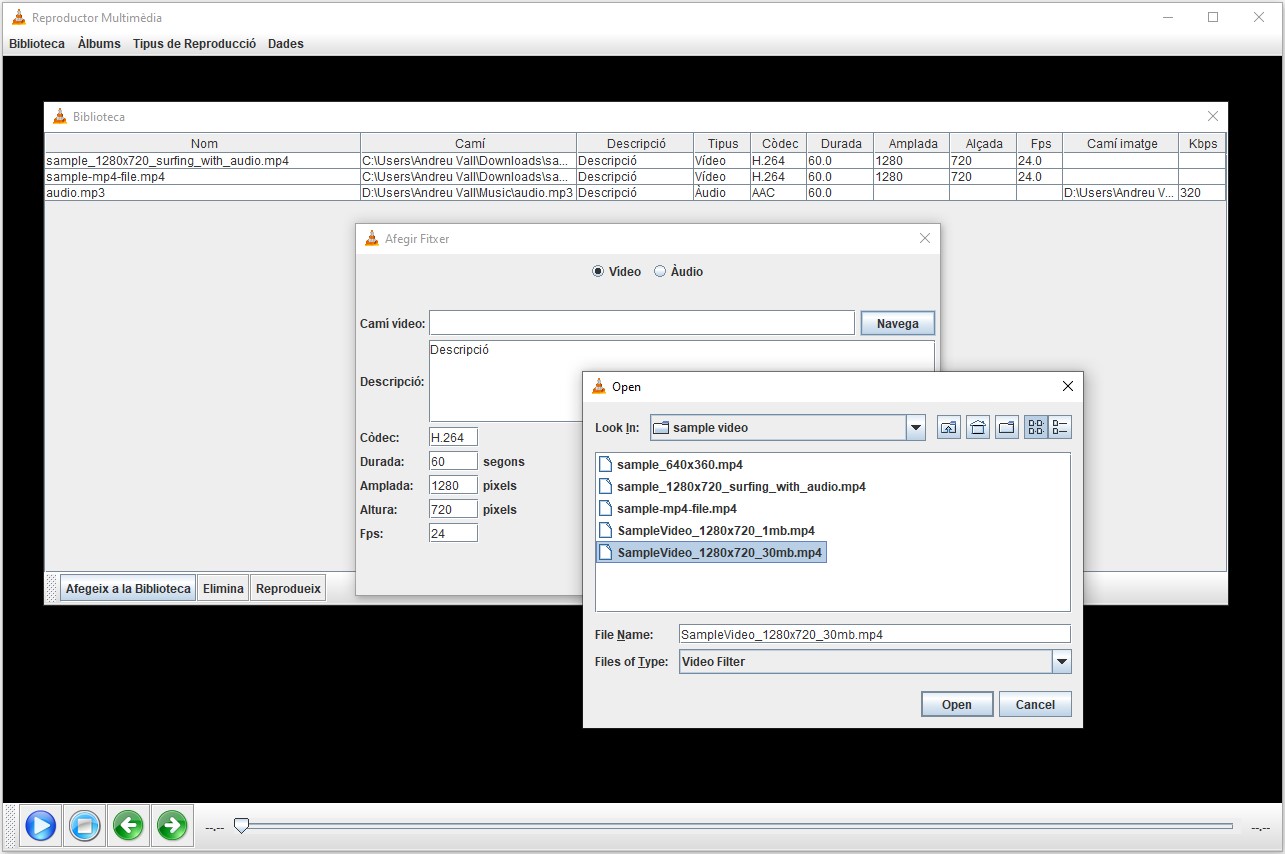 Reproductor Multimèdia
Biblioteca Àlbums Tipus de Reproducció Dades
Biblioteca
Nom Camí Descripció Tipus Còdec Durada Amplada Alçada Fps Camí imatge Kbps
sample_1280x720_surfing_with_audio.mp4 C:\Users\Andreu Vall\Downloads\sa... Descripció Vídeo H.264 60.0 1280 720 24.0
sample-mp4-file.mp4 C:\Users\Andreu Vall\Downloads\sa... Descripció Vídeo H.264 60.0 1280 720 24.0
audio.mp3 D:\Users\Andreu Vall\Music\audio.mp3 Descripció Àudio AAC 60.0 D:\Users\Andreu V... 320
Afegir Fitxer
Vídeo Àudio
Camí vídeo: Navega
Descripció
Descripció:
Còdec: H.264
Durada: 60 segons
Amplada: 1280 píxels
Altura: 720 píxels
Fps: 24
Open
Look In: sample video
sample_640x360.mp4
sample_1280x720_surfing_with_audio.mp4
sample-mp4-file.mp4
SampleVideo_1280x720_1mb.mp4
SampleVideo_1280x720_30mb.mp4
File Name: SampleVideo_1280x720_30mb.mp4
Files of Type: Video Filter
Open Cancel
Afegeix a la Biblioteca Elimina Reprodueix
--.-- --.--